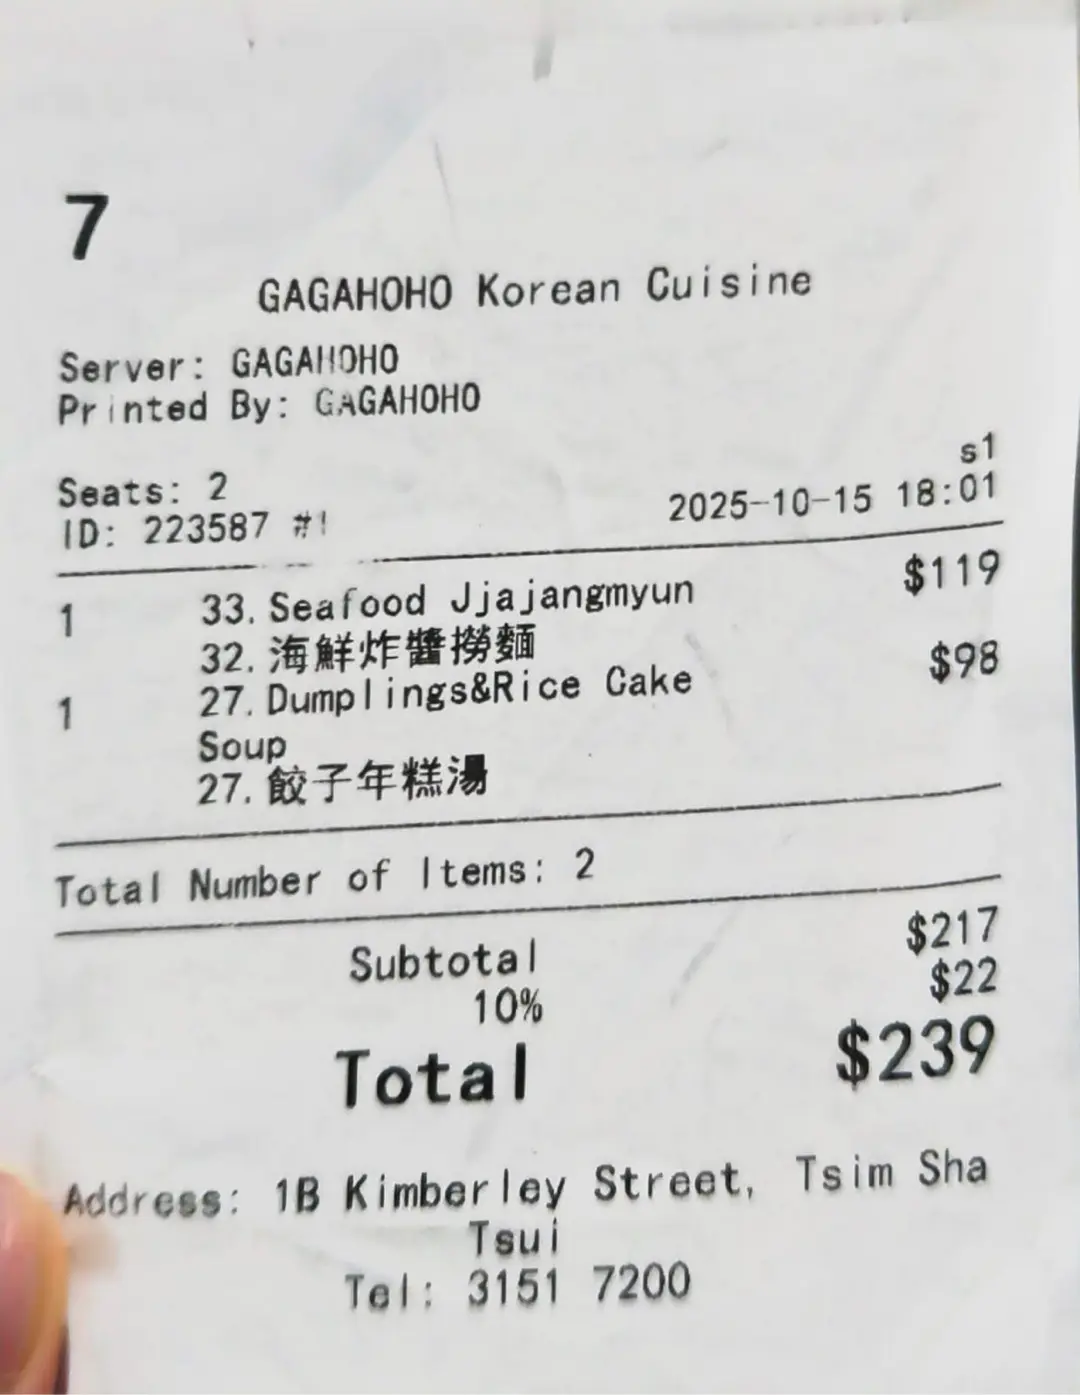 7
GAGAHOHO Korean Cuisine
Server: GAGAHOHO
Printed By: GAGAHOHO
s1
Seats: 2
ID: 223587 #1 2025-10-15 18:01
1 33. Seafood Jjajangmyun $119
32. 海鮮炸醬撈麵
1 27. Dumplings&Rice Cake $98
Soup
27. 餃子年糕湯
Total Number of Items: 2
Subtotal $217
10% $22
Total $239
Address: 1B Kimberley Street, Tsim Sha
Tsui
Tel: 3151 7200